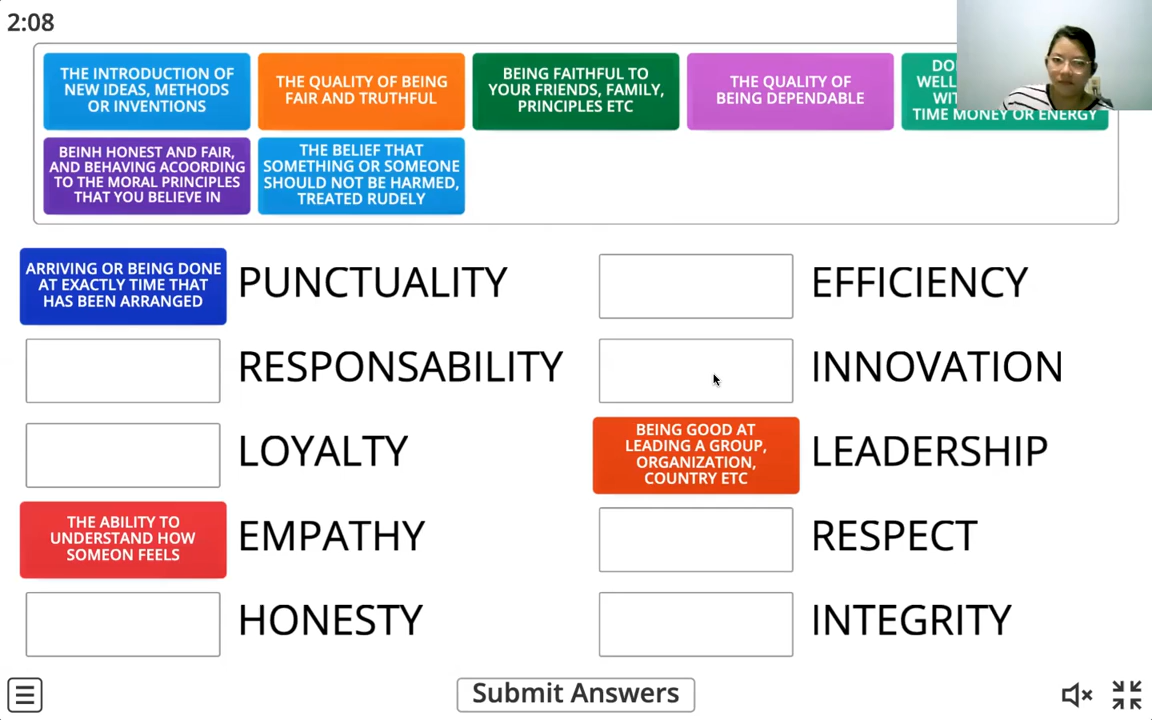 2:08
THE INTRODUCTION OF
NEW IDEAS, METHODS
OR INVENTIONS
THE QUALITY OF BEING
FAIR AND TRUTHFUL
BEING FAITHFUL TO
YOUR FRIENDS, FAMILY,
PRINCIPLES ETC
THE QUALITY OF
BEING DEPENDABLE
TIME MONEY OR ENERGY
BEINH HONEST AND FAIR,
AND BEHAVING ACOORDING
TO THE MORAL PRINCIPLES
THAT YOU BELIEVE IN
THE BELIEF THAT
SOMETHING OR SOMEONE
SHOULD NOT BE HARMED,
TREATED RUDELY
ARRIVING OR BEING DONE
AT EXACTLY TIME THAT
HAS BEEN ARRANGED
PUNCTUALITY
EFFICIENCY
RESPONSABILITY
INNOVATION
LOYALTY
BEING GOOD AT
LEADING A GROUP,
ORGANIZATION,
COUNTRY ETC
LEADERSHIP
THE ABILITY TO
UNDERSTAND HOW
SOMEON FEELS
EMPATHY
RESPECT
HONESTY
INTEGRITY
Submit Answers